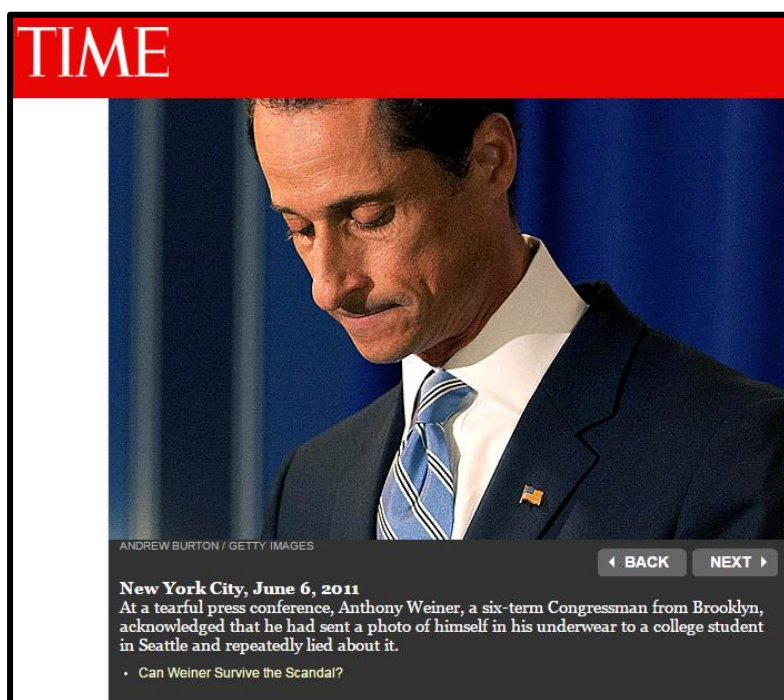 TIME
ANDREW BURTON / GETTY IMAGES
BACK
NEXT
New York City, June 6, 2011
At a tearful press conference, Anthony Weiner, a six-term Congressman from Brooklyn,
acknowledged that he had sent a photo of himself in his underwear to a college student
in Seattle and repeatedly lied about it.
• Can Weiner Survive the Scandal?